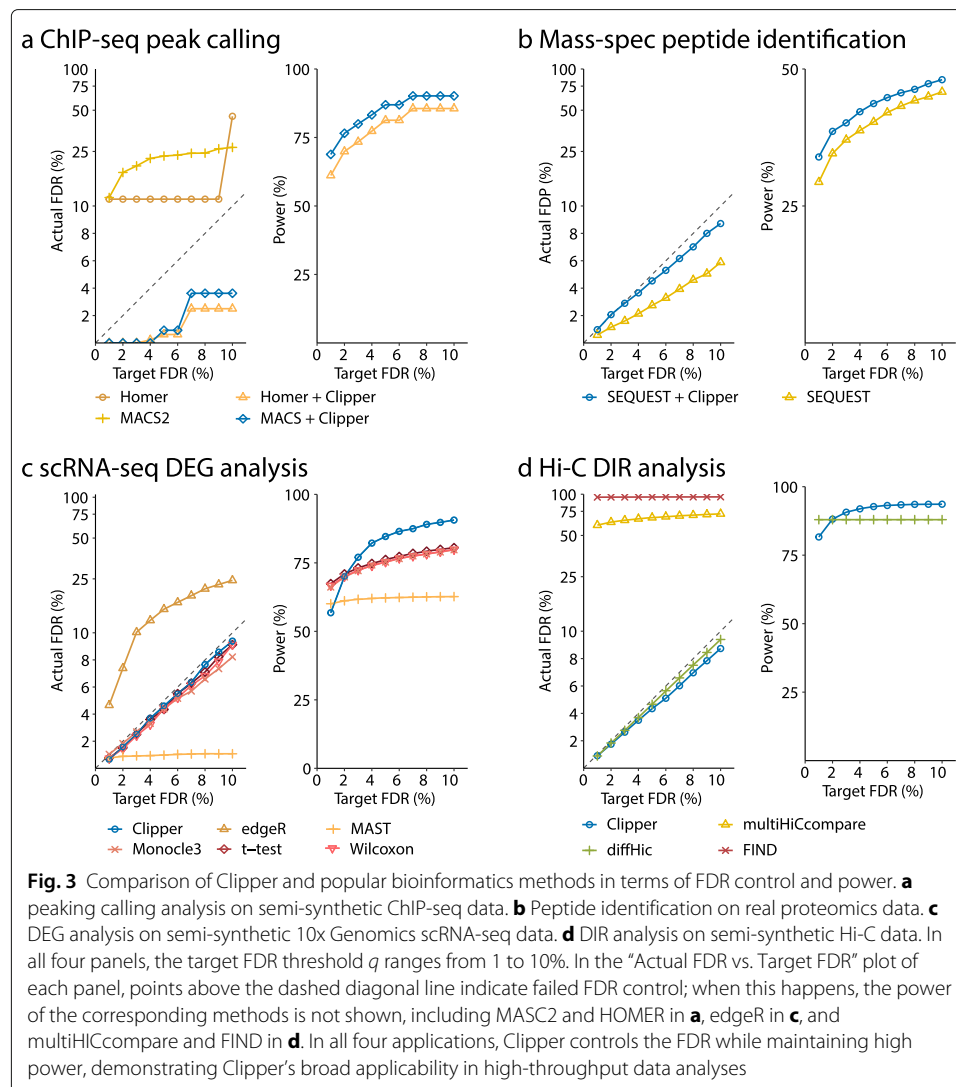 a ChIP-seq peak calling
b Mass-spec peptide identification
100
75
50
25
10
8
6
4
2
Actual FDR (%)
0 2 4 6 8 10
Target FDR (%)
100
75
50
25
Power (%)
0 2 4 6 8 10
Target FDR (%)
Homer
Homer + Clipper
MACS2
MACS + Clipper
100
75
50
25
10
8
6
4
2
Actual FDP (%)
0 2 4 6 8 10
Target FDR (%)
50
25
Power (%)
0 2 4 6 8 10
Target FDR (%)
SEQUEST + Clipper
SEQUEST
c scRNA-seq DEG analysis
d Hi-C DIR analysis
100
75
50
25
10
8
6
4
2
Actual FDR (%)
0 2 4 6 8 10
Target FDR (%)
100
75
50
25
0
Power (%)
0 2 4 6 8 10
Target FDR (%)
Clipper
edgeR
MAST
Monocle3
t−test
Wilcoxon
100
75
50
25
10
8
6
4
2
Actual FDR (%)
0 2 4 6 8 10
Target FDR (%)
100
75
50
25
Power (%)
0 2 4 6 8 10
Target FDR (%)
Clipper
multiHiCcompare
diffHic
FIND
Fig. 3 Comparison of Clipper and popular bioinformatics methods in terms of FDR control and power. a
peaking calling analysis on semi-synthetic ChIP-seq data. b Peptide identification on real proteomics data. c
DEG analysis on semi-synthetic 10x Genomics scRNA-seq data. d DIR analysis on semi-synthetic Hi-C data. In
all four panels, the target FDR threshold q ranges from 1 to 10%. In the “Actual FDR vs. Target FDR” plot of
each panel, points above the dashed diagonal line indicate failed FDR control; when this happens, the power
of the corresponding methods is not shown, including MASC2 and HOMER in a, edgeR in c, and
multiHICcompare and FIND in d. In all four applications, Clipper controls the FDR while maintaining high
power, demonstrating Clipper’s broad applicability in high-throughput data analyses